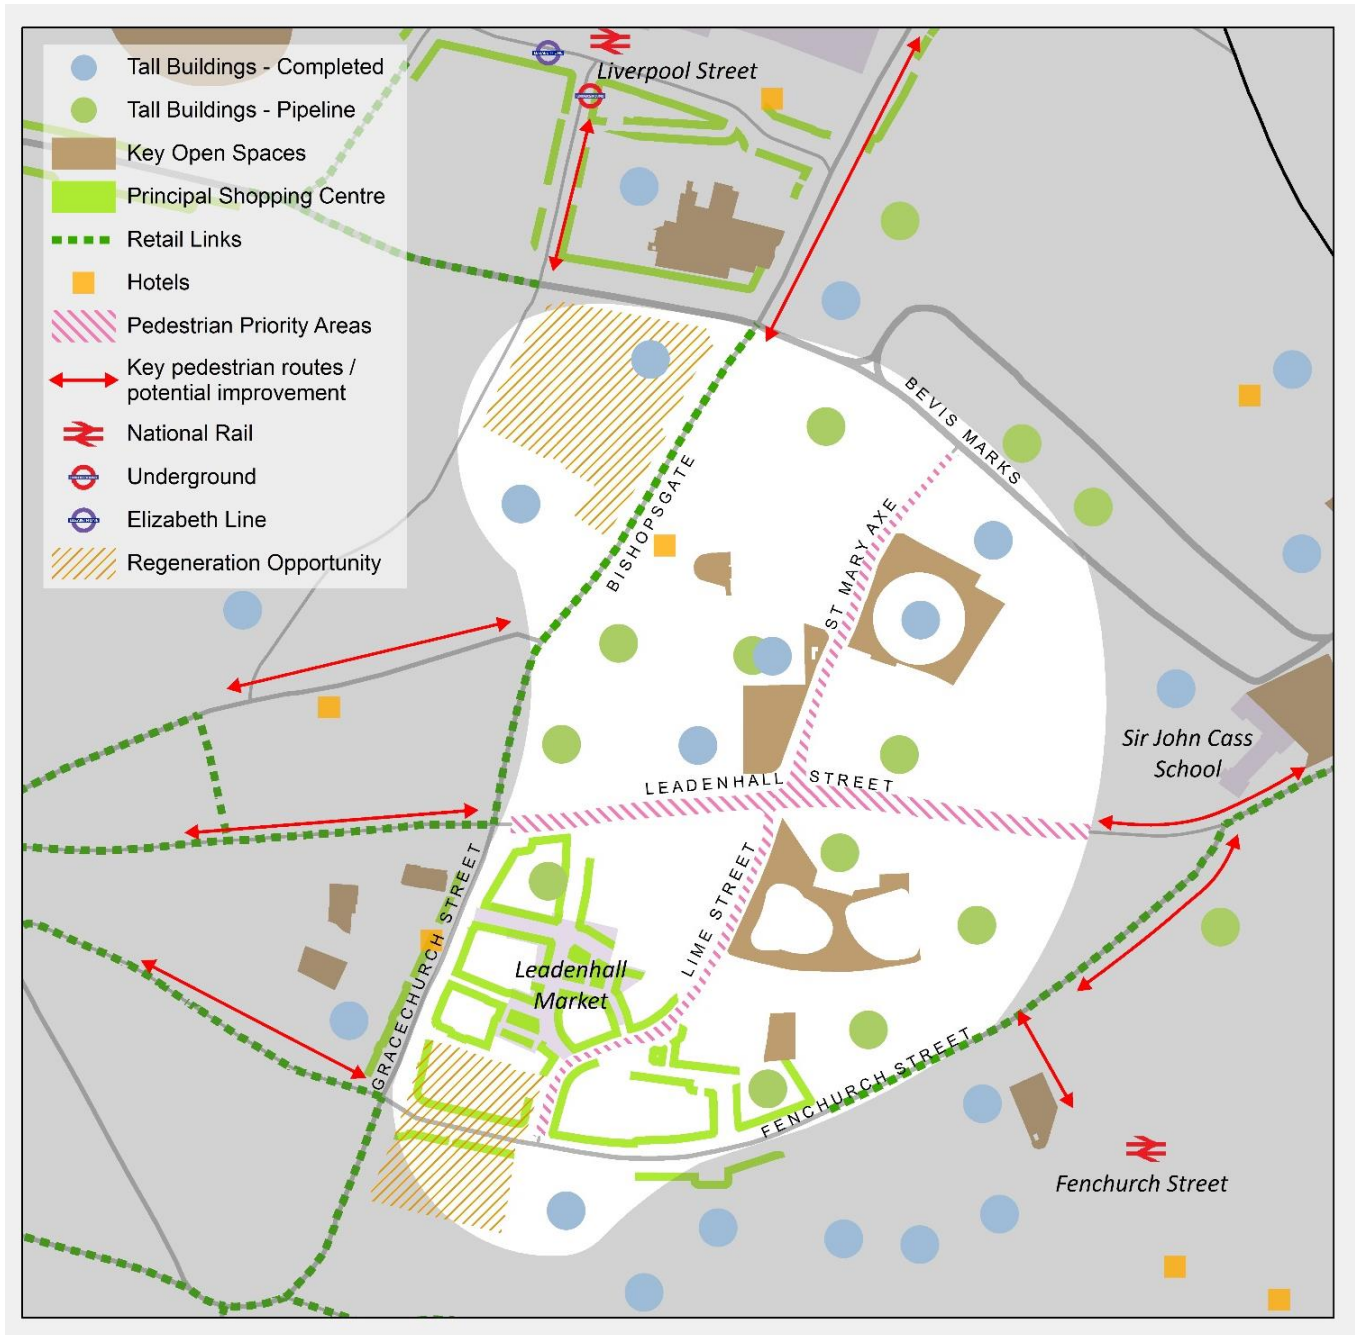 Tall Buildings - Completed
Tall Buildings - Pipeline
Key Open Spaces
Principal Shopping Centre
Retail Links
Hotels
Pedestrian Priority Areas
Key pedestrian routes /
potential improvement
National Rail
Underground
Elizabeth Line
Regeneration Opportunity
Liverpool Street
BEVIS MARKS
BISHOPSGATE
ST MARY AXE
Sir John Cass
School
LEADENHALL STREET
GRACECHURCH STREET
LIME STREET
Leadenhall
Market
FENCHURCH STREET
Fenchurch Street